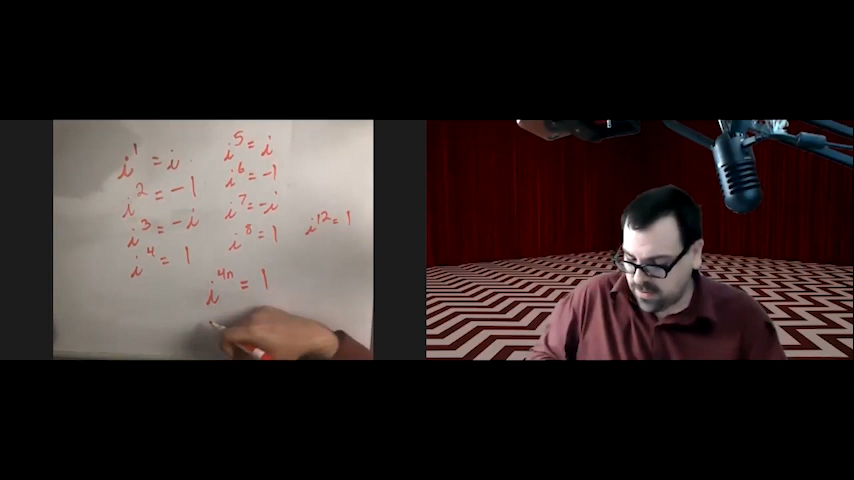 i¹ = i
i² = -1
i³ = -i
i⁴ = 1
i⁵ = i
i⁶ = -1
i⁷ = -i
i⁸ = 1
i¹² = 1
i⁴ⁿ = 1